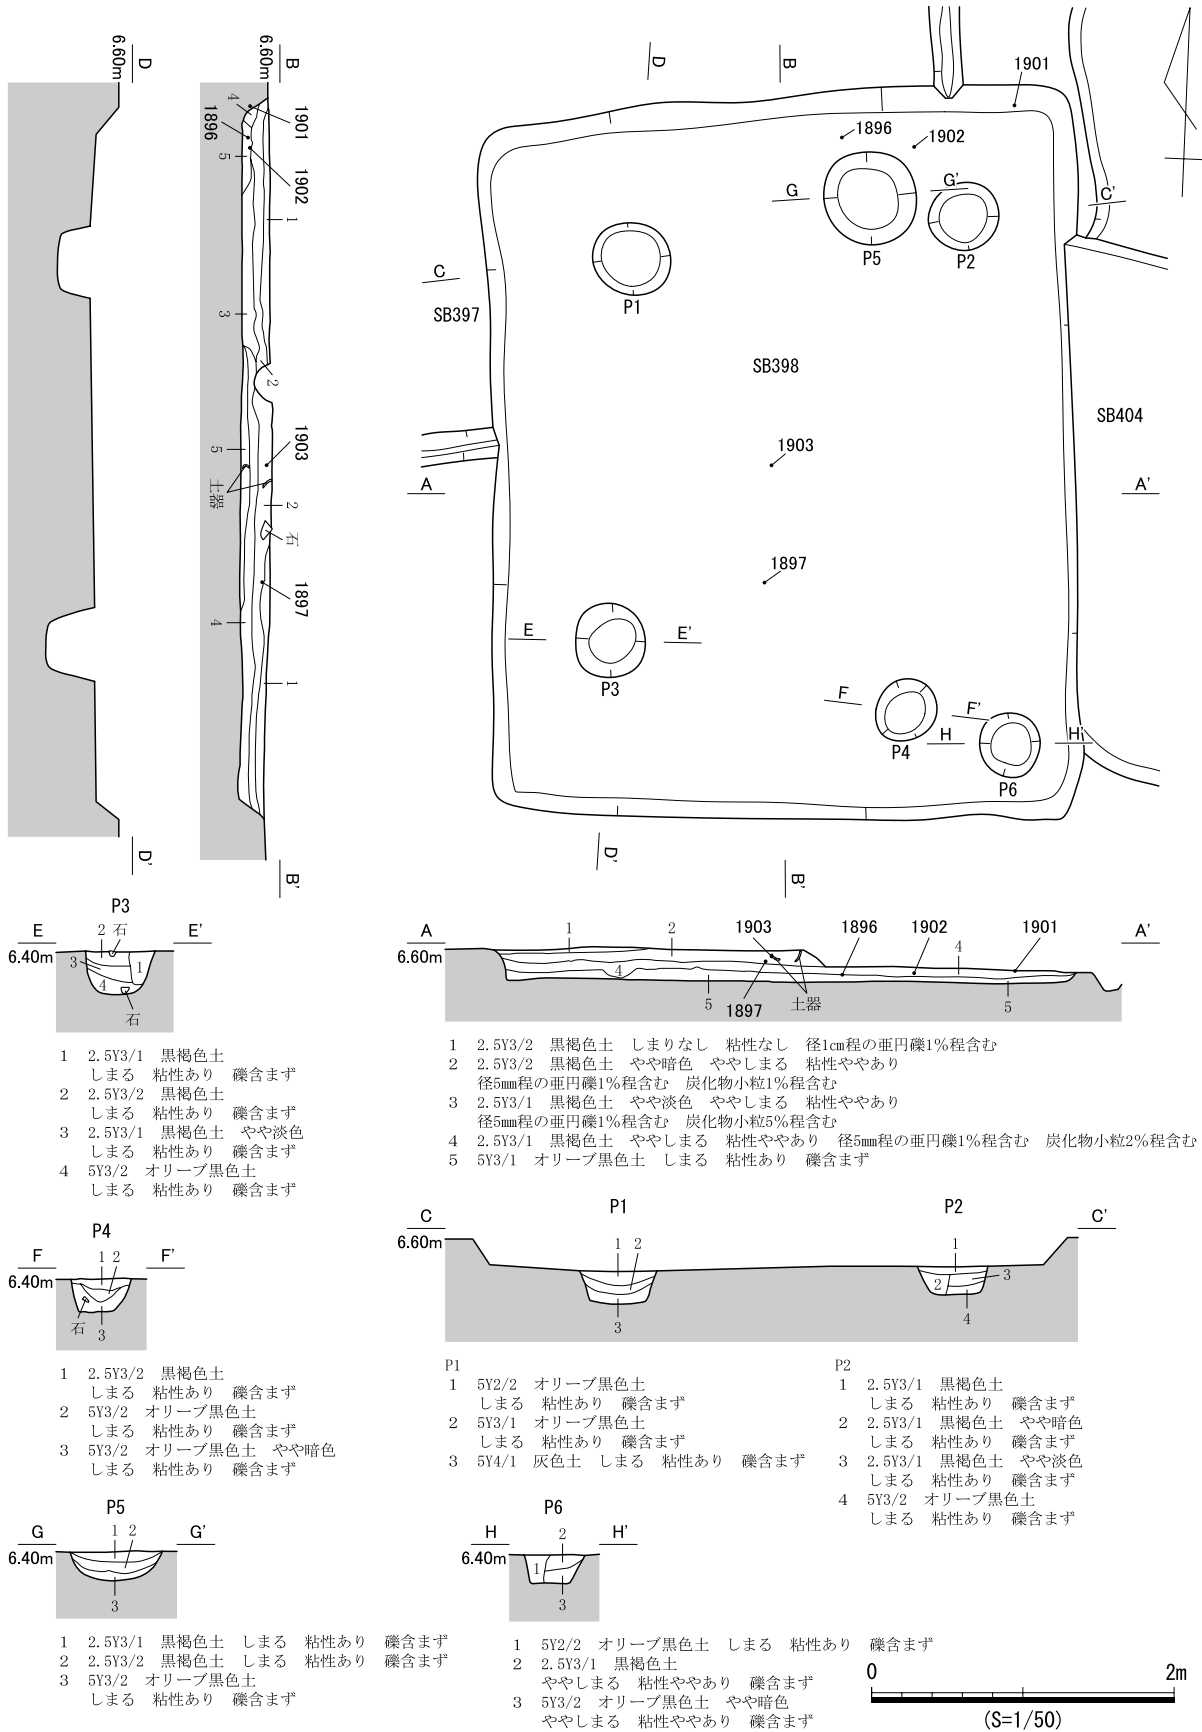 D
6.60m
B
6.60m
4
1901
1896
5
1902
1
3
2
5
1903
土器
2
石
1897
4
1
D'
B'
D
B
1901
1896
1902
G
G'
C'
P5
P2
C
P1
SB397
SB398
SB404
1903
A
A'
1897
E
E'
P3
F
F'
H
H'
P4
P6
D'
B'
P3
E
2 石
E'
6.40m
3
1
4
石
1 2.5Y3/1 黒褐色土
しまる 粘性あり 礫含まず
2 2.5Y3/2 黒褐色土
しまる 粘性あり 礫含まず
3 2.5Y3/1 黒褐色土 やや淡色
しまる 粘性あり 礫含まず
4 5Y3/2 オリーブ黒色土
しまる 粘性あり 礫含まず
A
1
2
1903
1896
1902
4
1901
A'
6.60m
4
5
1897
土器
5
1 2.5Y3/2 黒褐色土 しまりなし 粘性なし 径1cm程の亜円礫1%程含む
2 2.5Y3/2 黒褐色土 やや暗色 ややしまる 粘性ややあり
径5mm程の亜円礫1%程含む 炭化物小粒1%程含む
3 2.5Y3/1 黒褐色土 やや淡色 ややしまる 粘性ややあり
径5mm程の亜円礫1%程含む 炭化物小粒5%程含む
4 2.5Y3/1 黒褐色土 ややしまる 粘性ややあり 径5mm程の亜円礫1%程含む 炭化物小粒2%程含む
5 5Y3/1 オリーブ黒色土 しまる 粘性あり 礫含まず
P4
F
1 2
F'
6.40m
石
3
1 2.5Y3/2 黒褐色土
しまる 粘性あり 礫含まず
2 5Y3/2 オリーブ黒色土
しまる 粘性あり 礫含まず
3 5Y3/2 オリーブ黒色土 やや暗色
しまる 粘性あり 礫含まず
C
P1
P2
C'
6.60m
1 2
3
1
2
3
4
P1
1 5Y2/2 オリーブ黒色土
しまる 粘性あり 礫含まず
2 5Y3/1 オリーブ黒色土
しまる 粘性あり 礫含まず
3 5Y4/1 灰色土 しまる 粘性あり 礫含まず
P2
1 2.5Y3/1 黒褐色土
しまる 粘性あり 礫含まず
2 2.5Y3/1 黒褐色土 やや暗色
しまる 粘性あり 礫含まず
3 2.5Y3/1 黒褐色土 やや淡色
しまる 粘性あり 礫含まず
4 5Y3/2 オリーブ黒色土
しまる 粘性あり 礫含まず
P5
G
1 2
G'
6.40m
3
1 2.5Y3/1 黒褐色土 しまる 粘性あり 礫含まず
2 2.5Y3/2 黒褐色土 しまる 粘性あり 礫含まず
3 5Y3/2 オリーブ黒色土
しまる 粘性あり 礫含まず
P6
H
2
H'
6.40m
1
3
1 5Y2/2 オリーブ黒色土 しまる 粘性あり 礫含まず
2 2.5Y3/1 黒褐色土
ややしまる 粘性ややあり 礫含まず
3 5Y3/2 オリーブ黒色土 やや暗色
ややしまる 粘性ややあり 礫含まず
0
2m
(S=1/50)